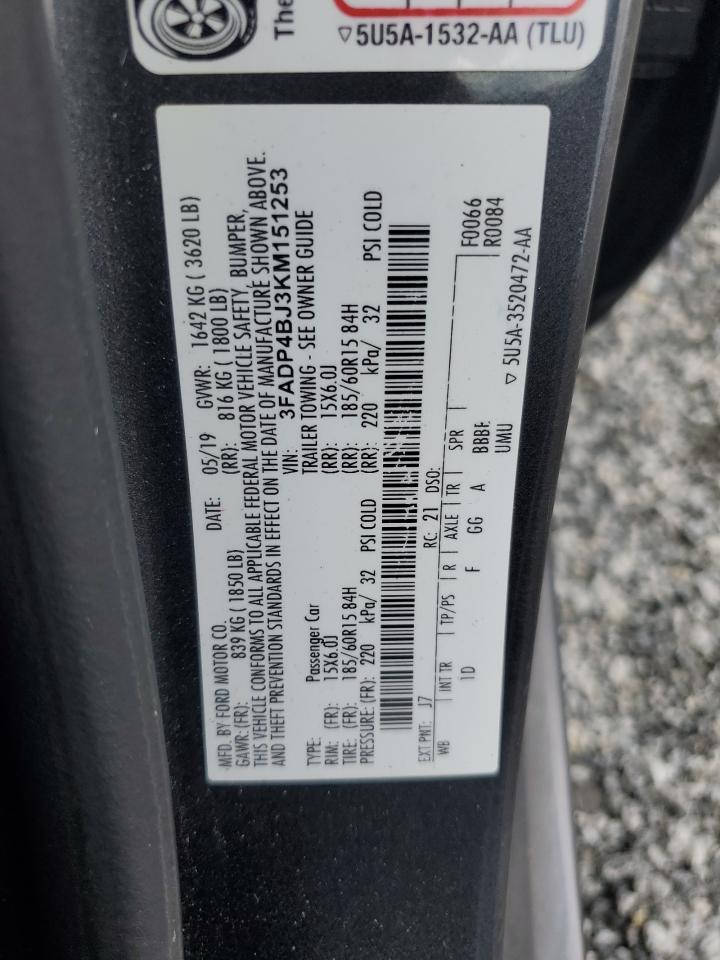 The
▽5U5A-1532-AA (TLU)
MFD. BY FORD MOTOR CO. DATE: 05/19 GVWR: 1642 KG ( 3620 LB)
GAWR:(FR): 839 KG ( 1850 LB) (RR): 816 KG ( 1800 LB)
THIS VEHICLE CONFORMS TO ALL APPLICABLE FEDERAL MOTOR VEHICLE SAFETY, BUMPER,
AND THEFT PREVENTION STANDARDS IN EFFECT ON THE DATE OF MANUFACTURE SHOWN ABOVE.
VIN: 3FADP4BJ3KM151253
TYPE: Passenger Car TRAILER TOWING - SEE OWNER GUIDE
RIM: (FR): 15X6.0J (RR): 15X6.0J
TIRE: (FR): 185/60R15 84H (RR): 185/60R15 84H
PRESSURE: (FR): 220 kPa/ 32 PSI COLD (RR): 220 kPa/ 32 PSI COLD
EXT PNT: J7 RC: 21 DSO:
WB INT TR TP/PS R AXLE TR SPR F0066
1D F GG A BBBF R0084
UMU
▽ 5U5A-3520472-AA